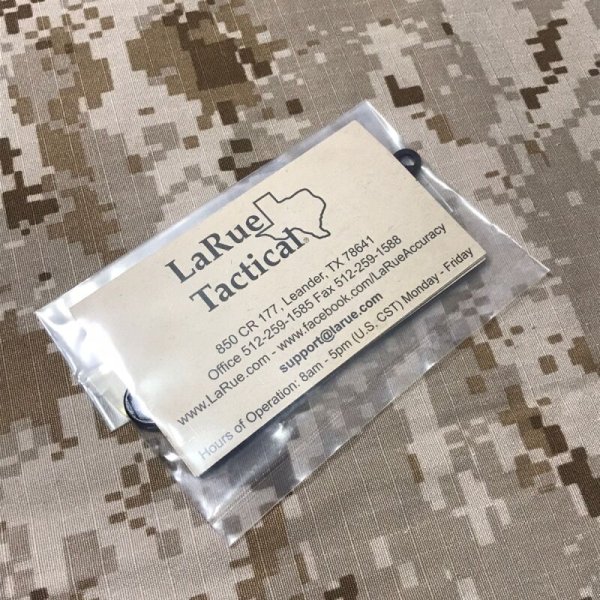 LaRue
Tactical®
850 CR 177, Leander, TX 78641
Office 512-259-1585 Fax 512-259-1588
www.LaRue.com - www.facebook.com/LaRueAccuracy
support@larue.com
Hours of Operation: 8am - 5pm (U.S. CST) Monday - Friday